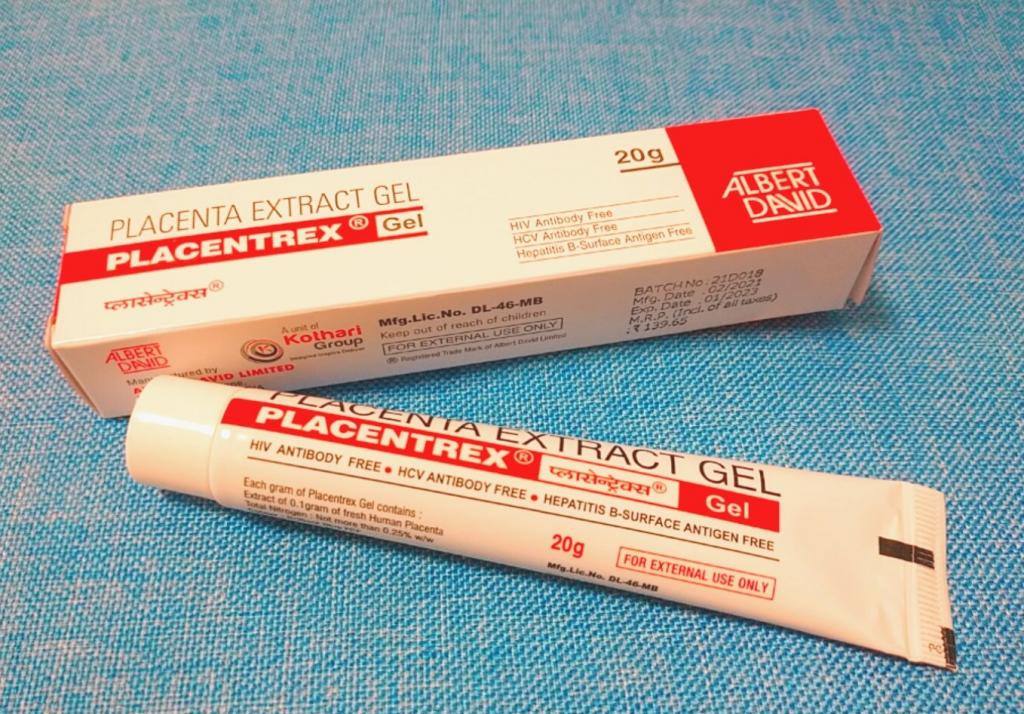 PLACENTA EXTRACT GEL
PLACENTREX® Gel
प्लासेन्ट्रेक्स®
20g
HIV Antibody Free
HCV Antibody Free
Hepatitis B-Surface Antigen Free
ALBERT
DAVID
ALBERT
DAVID
by
DAVID LIMITED
A unit of
Kothari
Group
Mfg.Lic.No. DL-46-MB
Keep out of reach of children
FOR EXTERNAL USE ONLY
® Registered Trade Mark of Albert David Limited
BATCH No : 21D018
Mfg. Date : 02/2021
Exp. Date : 01/2023
M.R.P. (Incl. of all taxes)
: ₹ 139.65
PLACENTA EXTRACT GEL
PLACENTREX® प्लासेन्ट्रेक्स® Gel
HIV ANTIBODY FREE ● HCV ANTIBODY FREE ● HEPATITIS B-SURFACE ANTIGEN FREE
Each gram of Placentrex Gel contains :
Extract of 0.1gram of fresh Human Placenta
Total Nitrogen : Not more than 0.25% w/w
20g
FOR EXTERNAL USE ONLY
Mfg.Lic.No. DL-46-MB